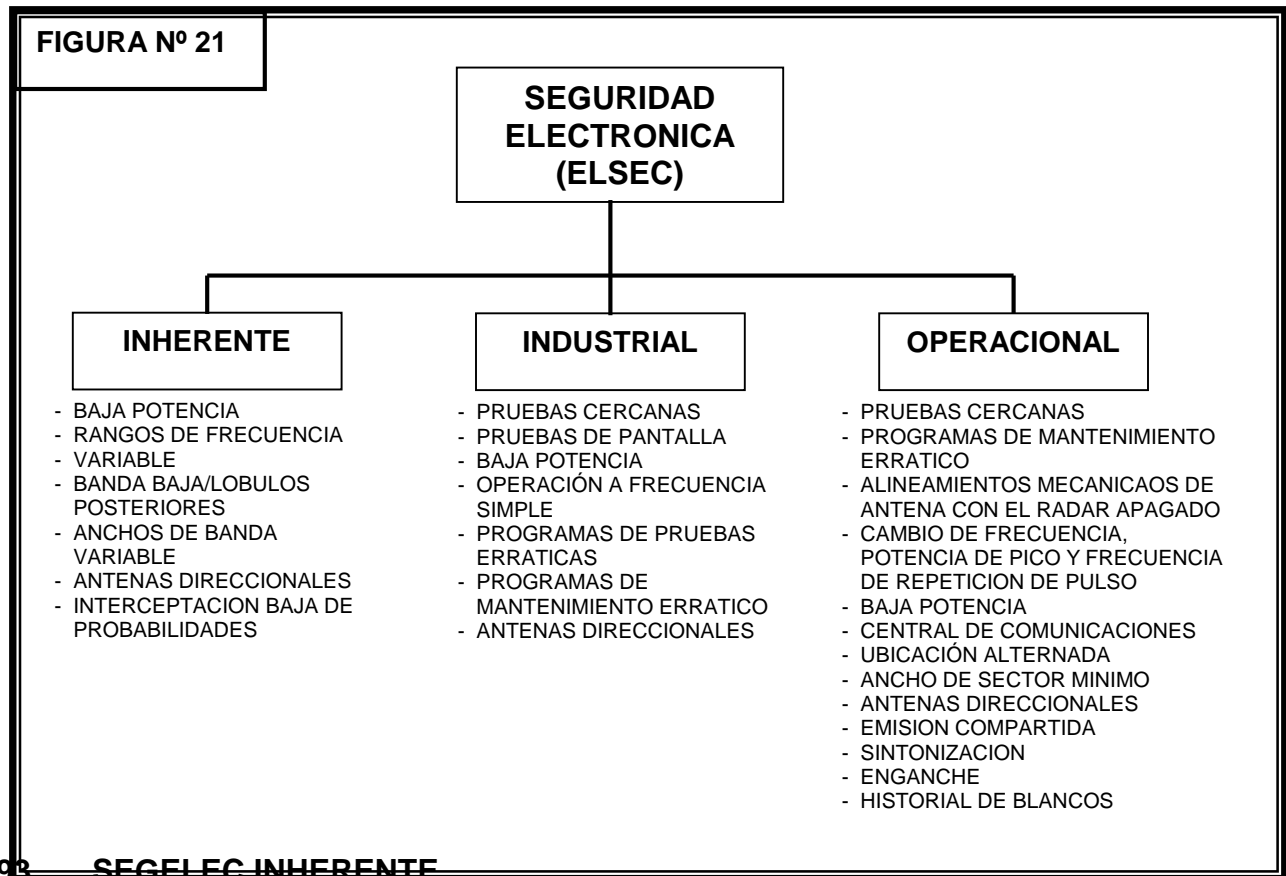 FIGURA Nº 21
SEGURIDAD
ELECTRONICA
(ELSEC)
INHERENTE
- BAJA POTENCIA
- RANGOS DE FRECUENCIA
- VARIABLE
- BANDA BAJA/LOBULOS
POSTERIORES
- ANCHOS DE BANDA
VARIABLE
- ANTENAS DIRECCIONALES
- INTERCEPTACION BAJA DE
PROBABILIDADES
INDUSTRIAL
- PRUEBAS CERCANAS
- PRUEBAS DE PANTALLA
- BAJA POTENCIA
- OPERACIÓN A FRECUENCIA
SIMPLE
- PROGRAMAS DE PRUEBAS
ERRATICAS
- PROGRAMAS DE
MANTENIMIENTO ERRATICO
- ANTENAS DIRECCIONALES
OPERACIONAL
- PRUEBAS CERCANAS
- PROGRAMAS DE MANTENIMIENTO
ERRATICO
- ALINEAMIENTOS MECANICAOS DE
ANTENA CON EL RADAR APAGADO
- CAMBIO DE FRECUENCIA,
POTENCIA DE PICO Y FRECUENCIA
DE REPETICION DE PULSO
- BAJA POTENCIA
- CENTRAL DE COMUNICACIONES
- UBICACIÓN ALTERNADA
- ANCHO DE SECTOR MINIMO
- ANTENAS DIRECCIONALES
- EMISION COMPARTIDA
- SINTONIZACION
- ENGANCHE
- HISTORIAL DE BLANCOS
93 SEGELEC INHERENTE